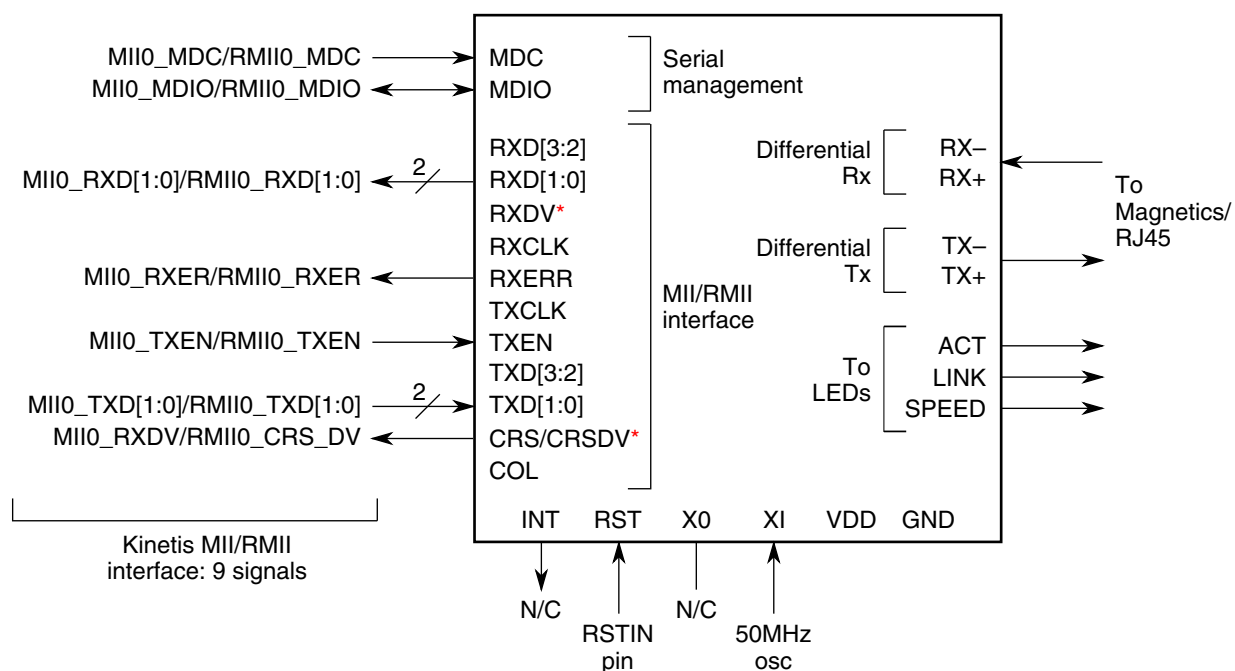 MII0_MDC/RMII0_MDC
MII0_MDIO/RMII0_MDIO
MII0_RXD[1:0]/RMII0_RXD[1:0]
2
MII0_RXER/RMII0_RXER
MII0_TXEN/RMII0_TXEN
MII0_TXD[1:0]/RMII0_TXD[1:0]
2
MII0_RXDV/RMII0_CRS_DV
Kinetis MII/RMII
interface: 9 signals
MDC
MDIO
Serial
management
RXD[3:2]
RXD[1:0]
RXDV*
RXCLK
RXERR
TXCLK
TXEN
TXD[3:2]
TXD[1:0]
CRS/CRSDV*
COL
MII/RMII
interface
Differential
Rx
RX–
RX+
Differential
Tx
TX–
TX+
To
LEDs
ACT
LINK
SPEED
To
Magnetics/
RJ45
INT
RST
X0
XI
VDD
GND
N/C
RSTIN
pin
N/C
50MHz
osc